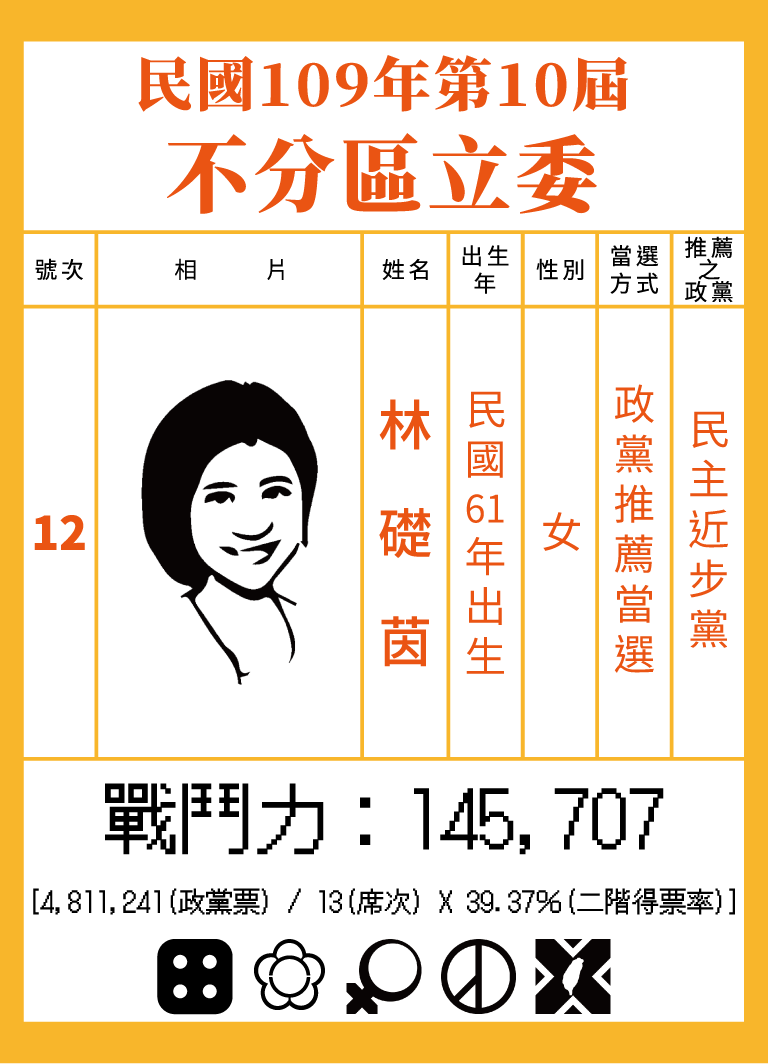 民國109年第10屆
不分區立委
號次
相 片
姓名
出生
年
性別
當選
方式
推薦
之
政黨
12
林礎茵
民國61年出生
女
政黨推薦當選
民主近步黨
戰鬥力：145,707
[4,811,241(政黨票) / 13(席次) X 39.37%(二階得票率)]